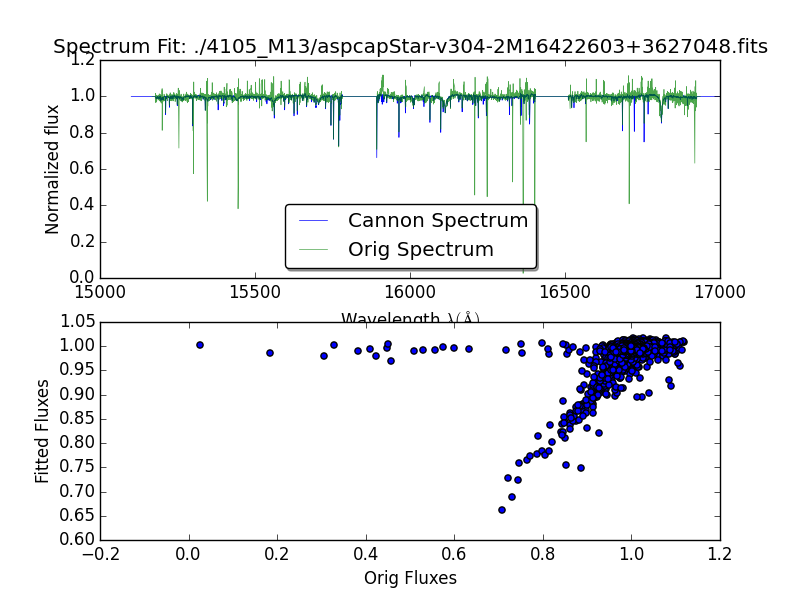 Spectrum Fit: ./4105_M13/aspcapStar-v304-2M16422603+3627048.fits
1.2
1.0
0.8
0.6
0.4
0.2
0.0
Normalized flux
Cannon Spectrum
Orig Spectrum
15000 15500 16000 16500 17000
Wavelength λ(Å)
1.05
1.00
0.95
0.90
0.85
0.80
0.75
0.70
0.65
0.60
Fitted Fluxes
−0.2 0.0 0.2 0.4 0.6 0.8 1.0 1.2
Orig Fluxes